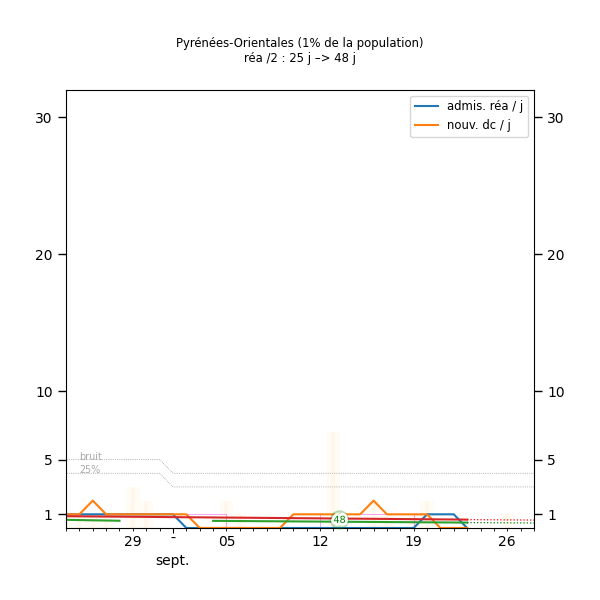 Pyrénées-Orientales (1% de la population)
réa /2 : 25 j –> 48 j
admis. réa / j
nouv. dc / j
30 30
20 20
10 10
5 5
1 1
bruit
25%
48
29 - 05 12 19 26
sept.